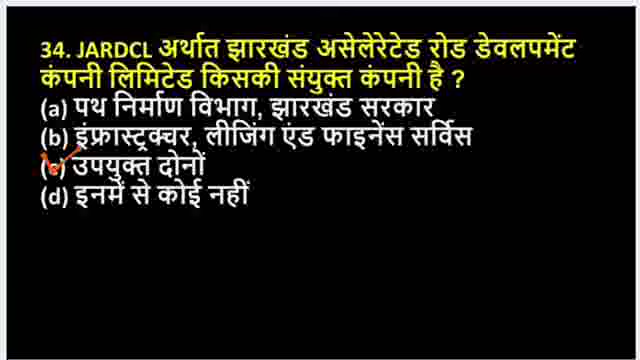 34. JARDCL अर्थात झारखंड असेलेरेटेड रोड डेवलपमेंट
कंपनी लिमिटेड किसकी संयुक्त कंपनी है ?
(a) पथ निर्माण विभाग, झारखंड सरकार
(b) इंफ्रास्ट्रक्चर, लीजिंग एंड फाइनेंस सर्विस
(c) उपयुक्त दोनों
(d) इनमें से कोई नहीं